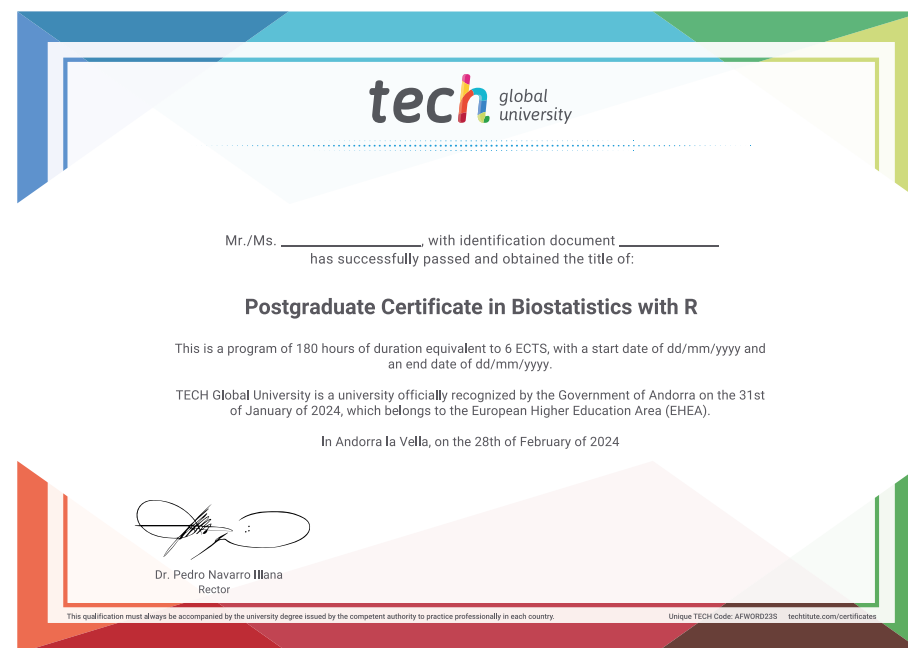 tech global university
Mr./Ms. ____________________, with identification document ______________
has successfully passed and obtained the title of:
Postgraduate Certificate in Biostatistics with R
This is a program of 180 hours of duration equivalent to 6 ECTS, with a start date of dd/mm/yyyy and
an end date of dd/mm/yyyy.
TECH Global University is a university officially recognized by the Government of Andorra on the 31st
of January of 2024, which belongs to the European Higher Education Area (EHEA).
In Andorra la Vella, on the 28th of February of 2024
Dr. Pedro Navarro Illana
Rector
This qualification must always be accompanied by the university degree issued by the competent authority to practice professionally in each country.
Unique TECH Code: AFWORD23S techtitute.com/certificates